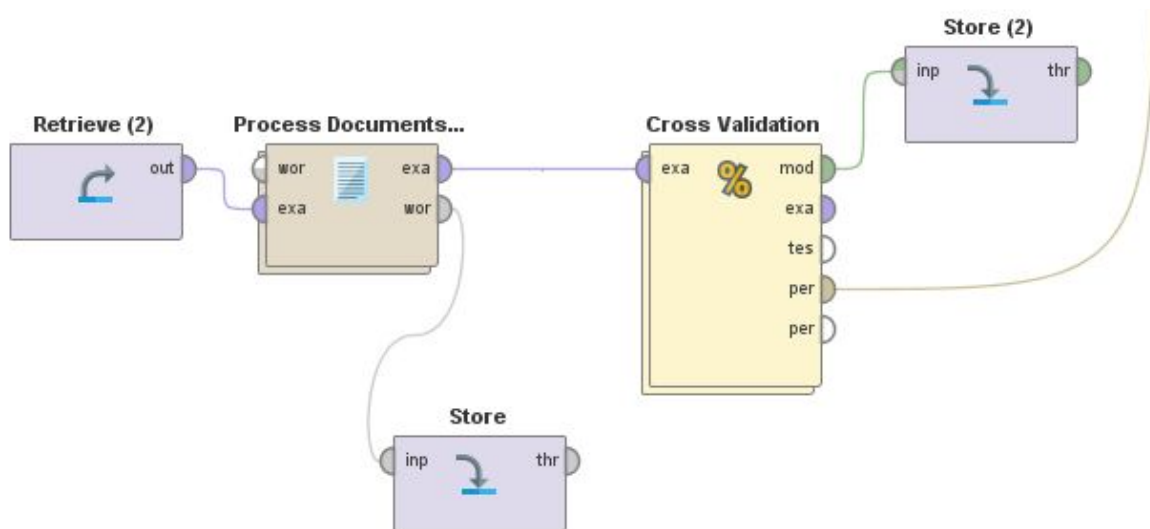 Store (2)
inp
thr
Retrieve (2)
out
Process Documents...
wor
exa
exa
wor
Cross Validation
exa
mod
exa
tes
per
per
Store
inp
thr